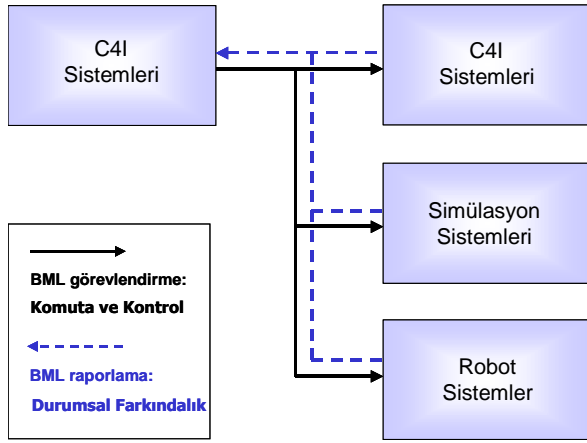 C4I
Sistemleri
C4I
Sistemleri
Simülasyon
Sistemleri
Robot
Sistemler
BML görevlendirme:
Komuta ve Kontrol
BML raporlama:
Durumsal Farkındalık